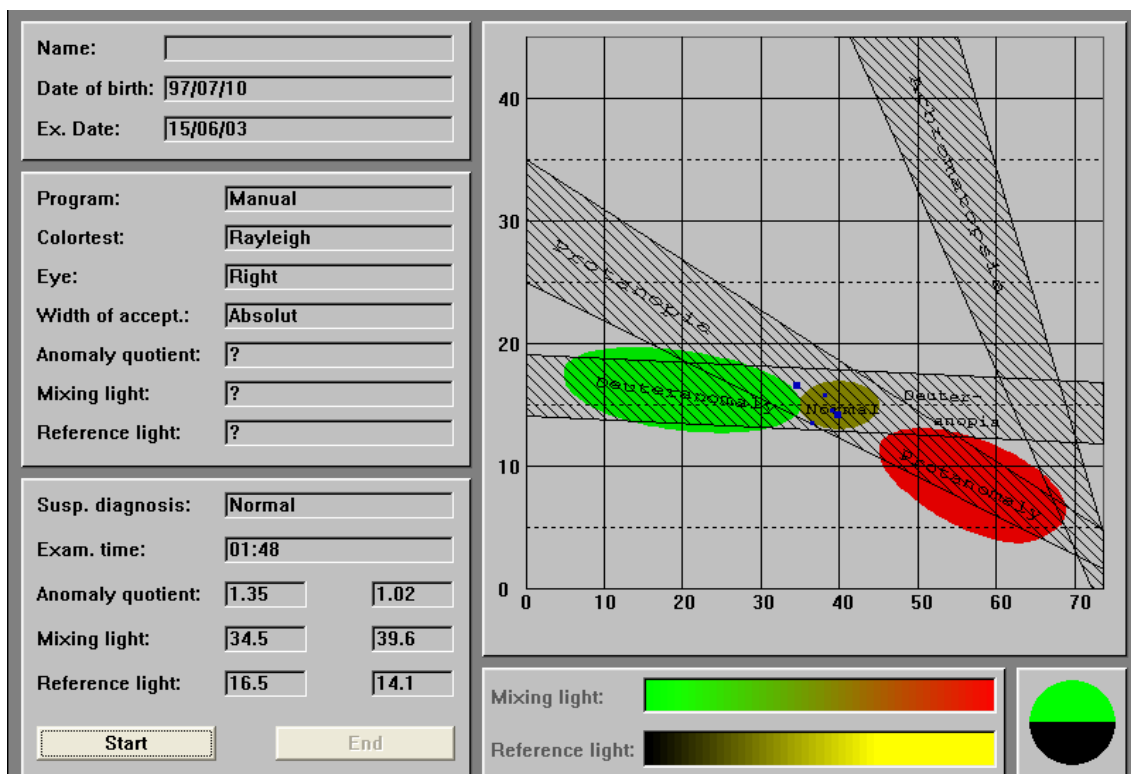 Name:
Date of birth: 97/07/10
Ex. Date: 15/06/03
Program: Manual
Colortest: Rayleigh
Eye: Right
Width of accept.: Absolut
Anomaly quotient: ?
Mixing light: ?
Reference light: ?
Susp. diagnosis: Normal
Exam. time: 01:48
Anomaly quotient: 1.35 1.02
Mixing light: 34.5 39.6
Reference light: 16.5 14.1
Start End
40
30
20
10
0
0 10 20 30 40 50 60 70
Achromatopsia
Protanopia
Deuteranomaly
Normal
Deuter-
anopia
Protanomaly
Mixing light:
Reference light: